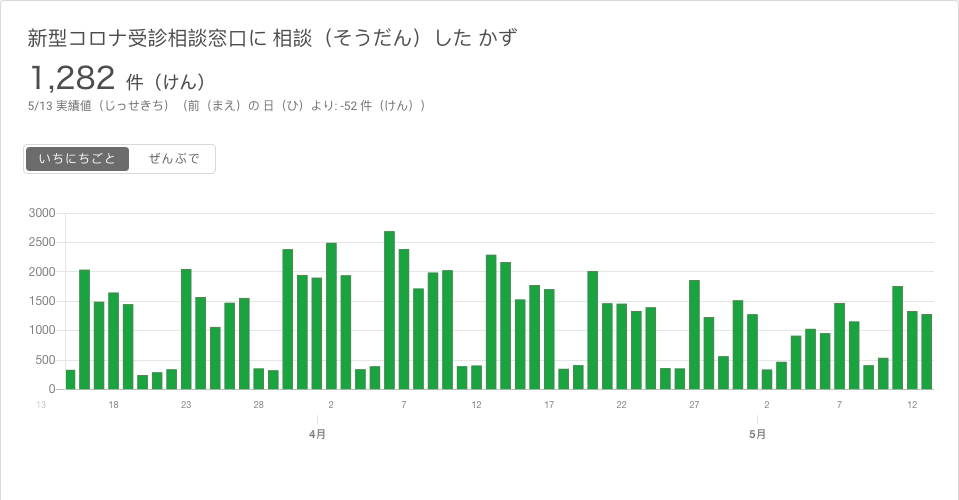 新型コロナ受診相談窓口に 相談（そうだん）した かず
1,282 件（けん）
5/13 実績値（じっせきち）（前（まえ）の 日（ひ）より: -52 件（けん））
いちにちごと ぜんぶで
3000
2500
2000
1500
1000
500
0
13 18 23 28 2 7 12 17 22 27 2 7 12
4月 5月